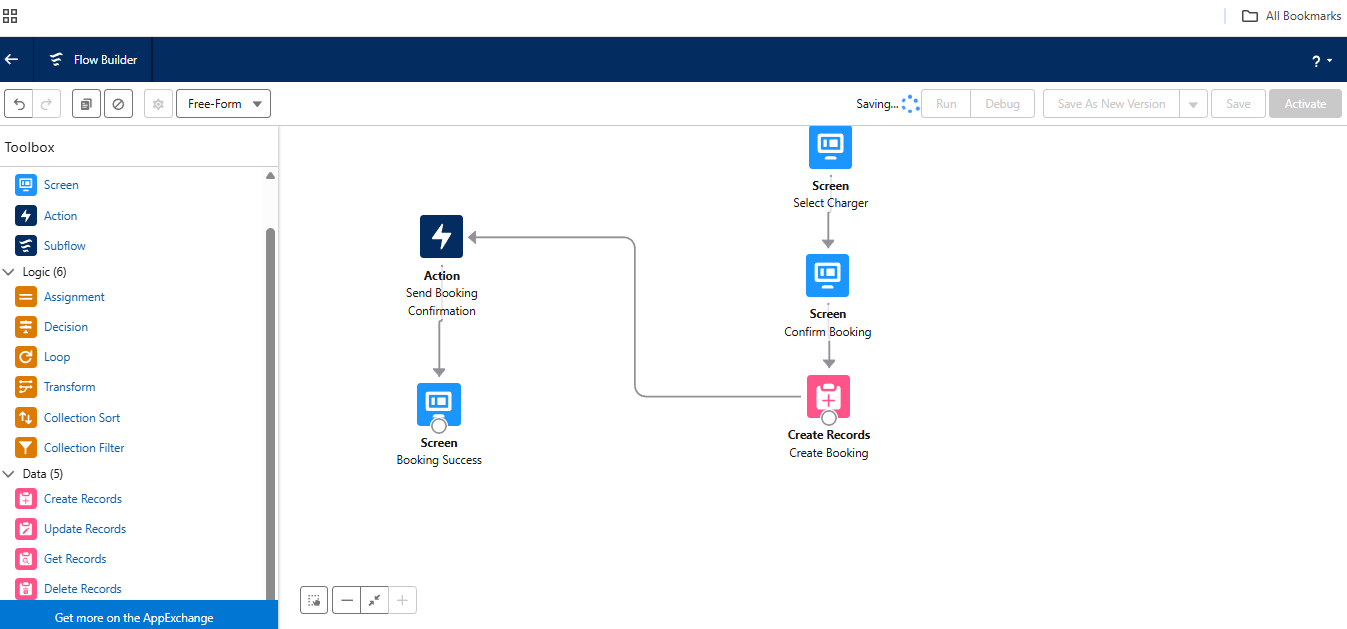 All Bookmarks
Flow Builder
?
Free-Form
Saving...
Run
Debug
Save As New Version
Save
Activate
Toolbox
Screen
Action
Subflow
Logic (6)
Assignment
Decision
Loop
Transform
Collection Sort
Collection Filter
Data (5)
Create Records
Update Records
Get Records
Delete Records
Get more on the AppExchange
Screen
Select Charger
Action
Send Booking
Confirmation
Screen
Confirm Booking
Screen
Booking Success
Create Records
Create Booking